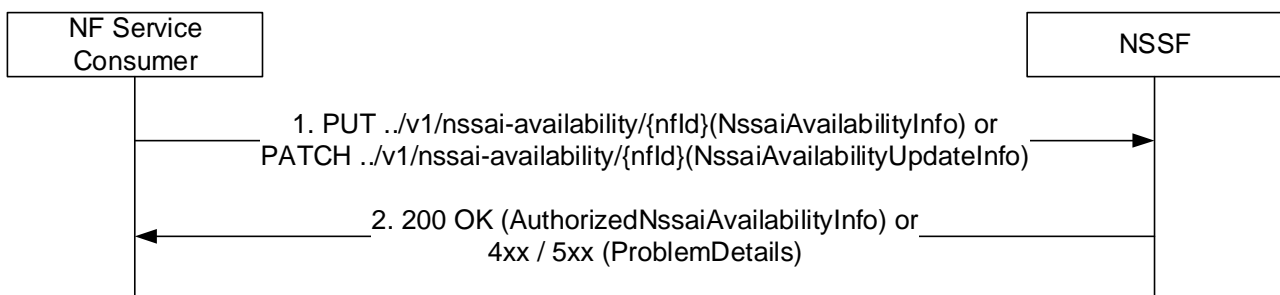 NF Service
Consumer
NSSF
1. PUT ../v1/nssai-availability/{nfId}(NssaiAvailabilityInfo) or
PATCH ../v1/nssai-availability/{nfId}(NssaiAvailabilityUpdateInfo)
2. 200 OK (AuthorizedNssaiAvailabilityInfo) or
4xx / 5xx (ProblemDetails)